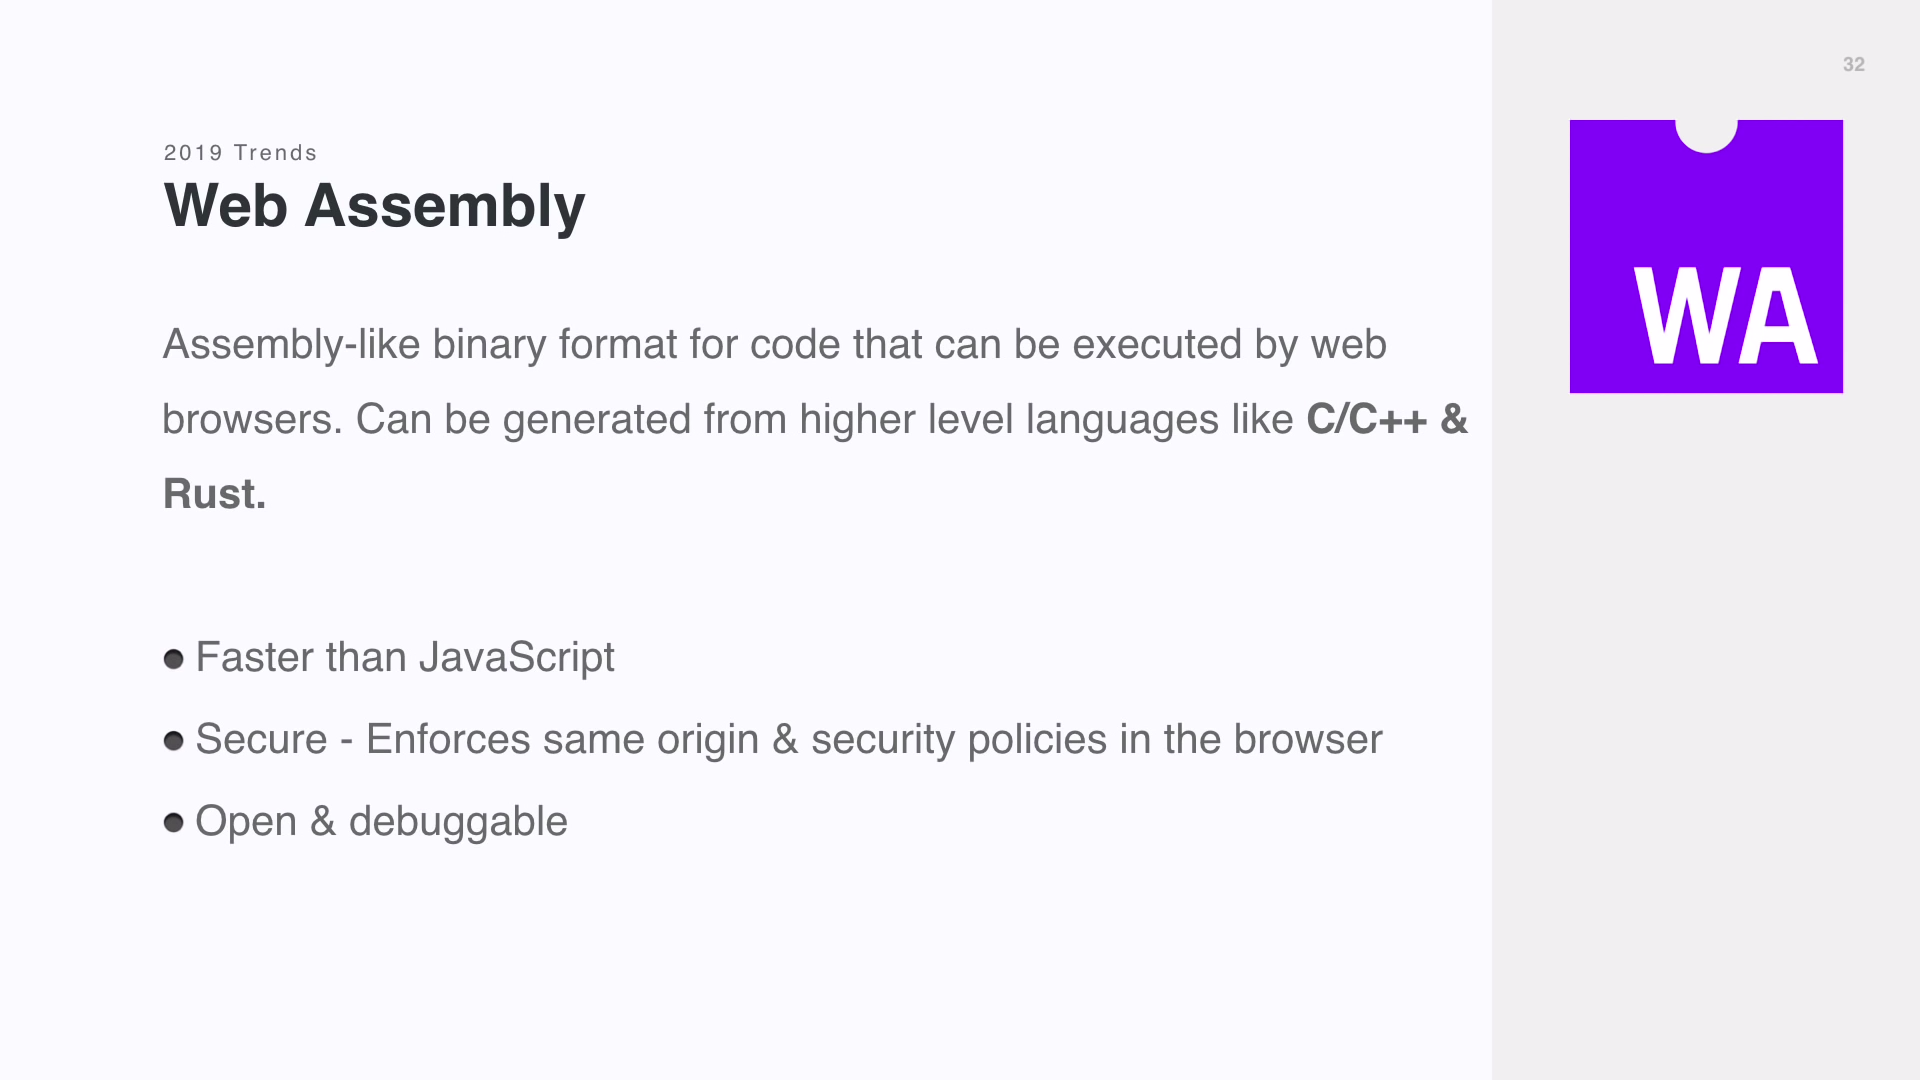 32
2019 Trends
Web Assembly
WA
Assembly-like binary format for code that can be executed by web
browsers. Can be generated from higher level languages like C/C++ &
Rust.
Faster than JavaScript
Secure - Enforces same origin & security policies in the browser
Open & debuggable